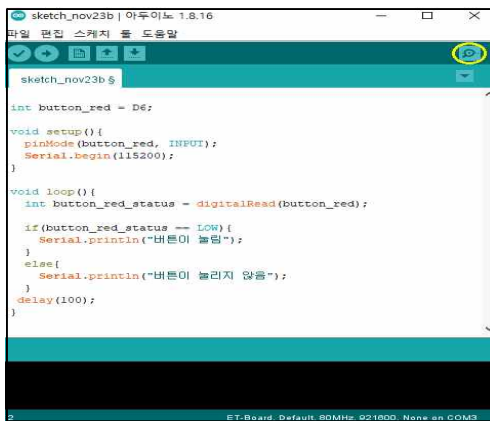 sketch_nov23b | 아두이노 1.8.16
파일 편집 스케치 툴 도움말
sketch_nov23b §
int button_red = D6;
void setup(){
pinMode(button_red, INPUT);
Serial.begin(115200);
}
void loop(){
int button_red_status = digitalRead(button_red);
if(button_red_status == LOW){
Serial.println("버튼이 눌림");
}
else{
Serial.println("버튼이 눌리지 않음");
}
delay(100);
}
2 ET-Board, Default, 80MHz, 921600, None on COM3